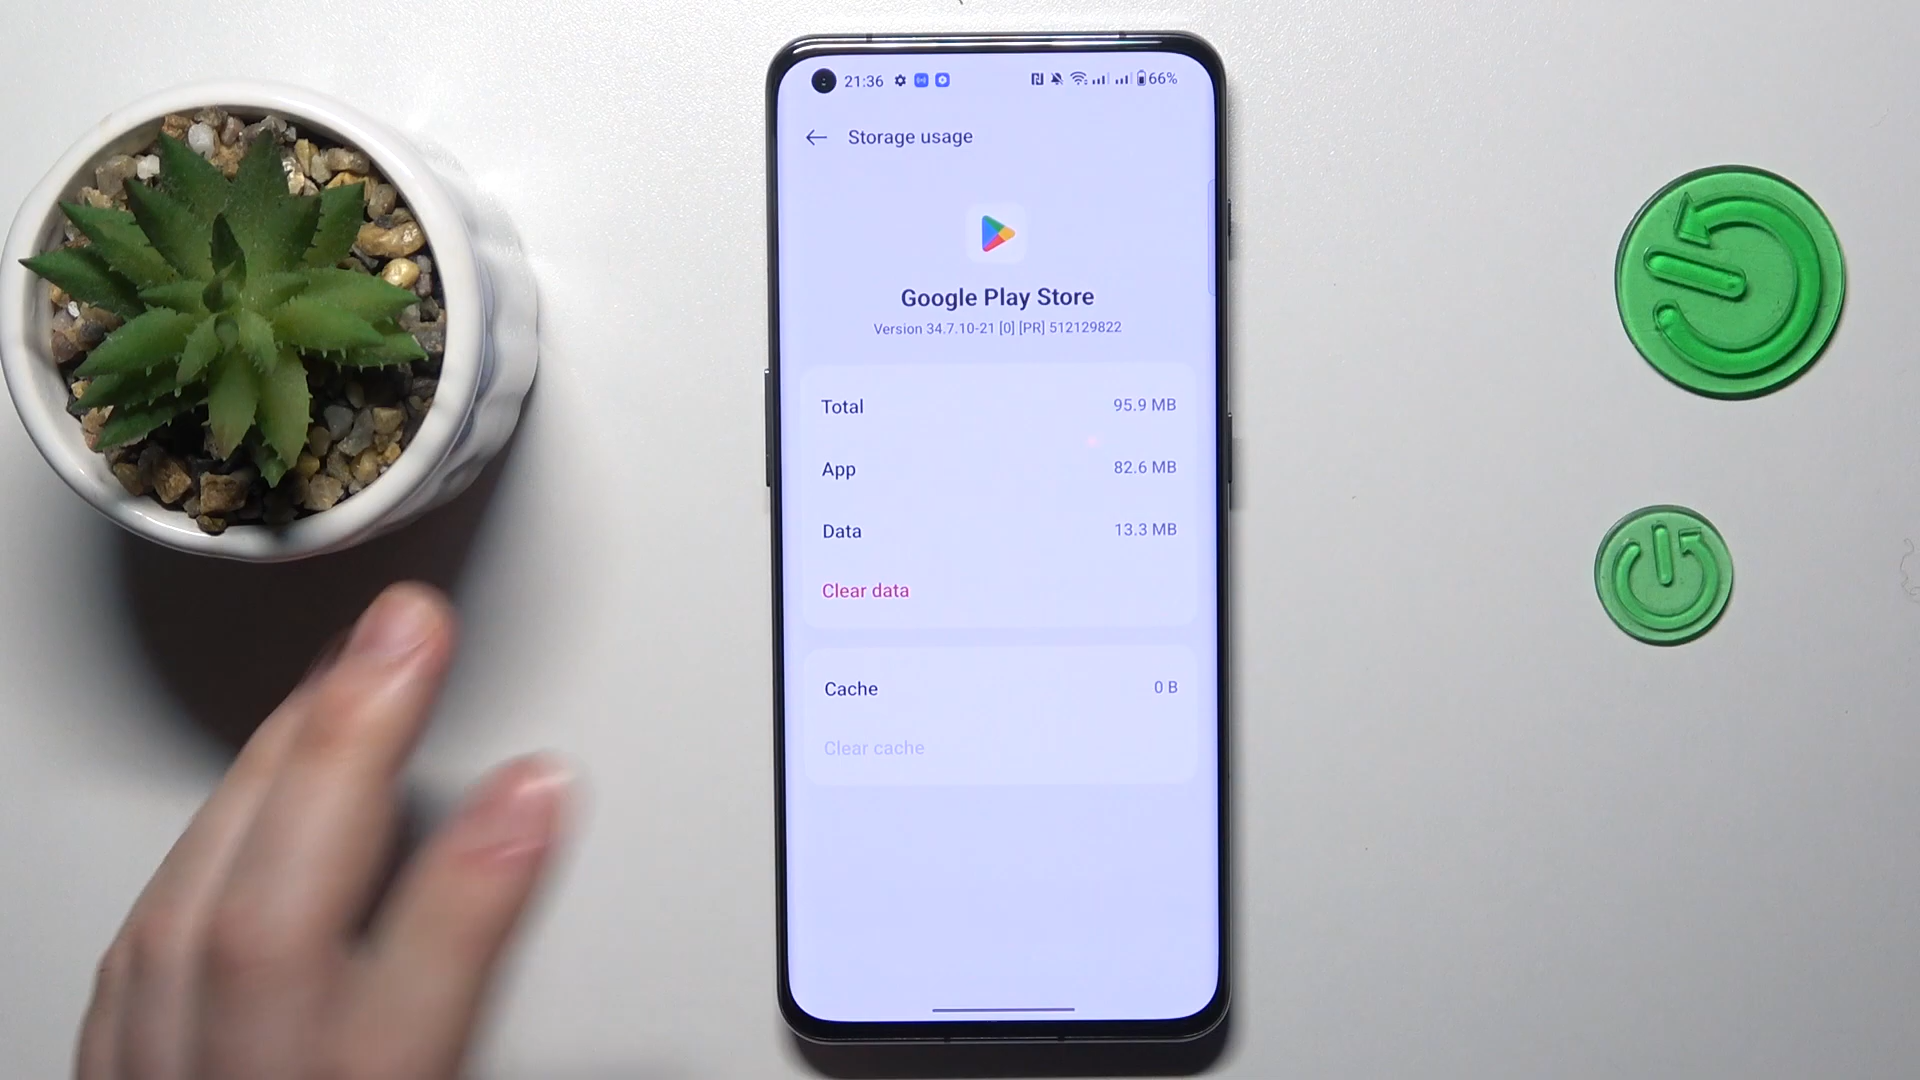 21:36
66%
Storage usage
Google Play Store
Version 34.7.10-21 [0] [PR] 512129822
Total 95.9 MB
App 82.6 MB
Data 13.3 MB
Clear data
Cache 0 B
Clear cache